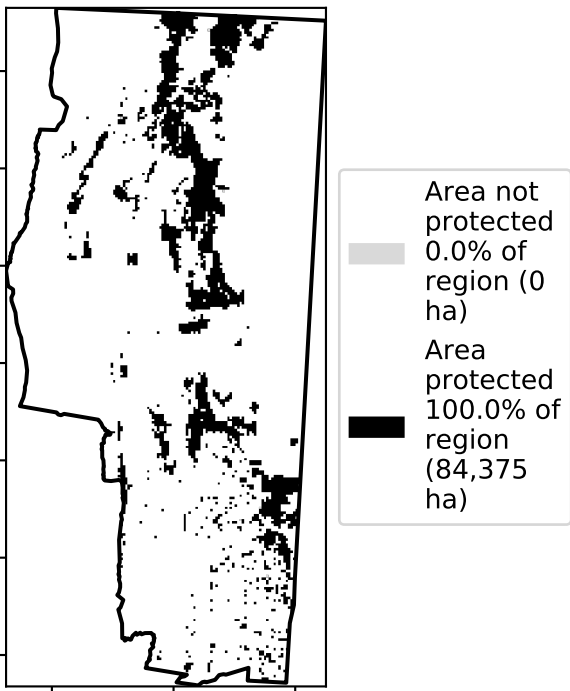 Area not
protected
0.0% of
region (0
ha)
Area
protected
100.0% of
region
(84,375
ha)